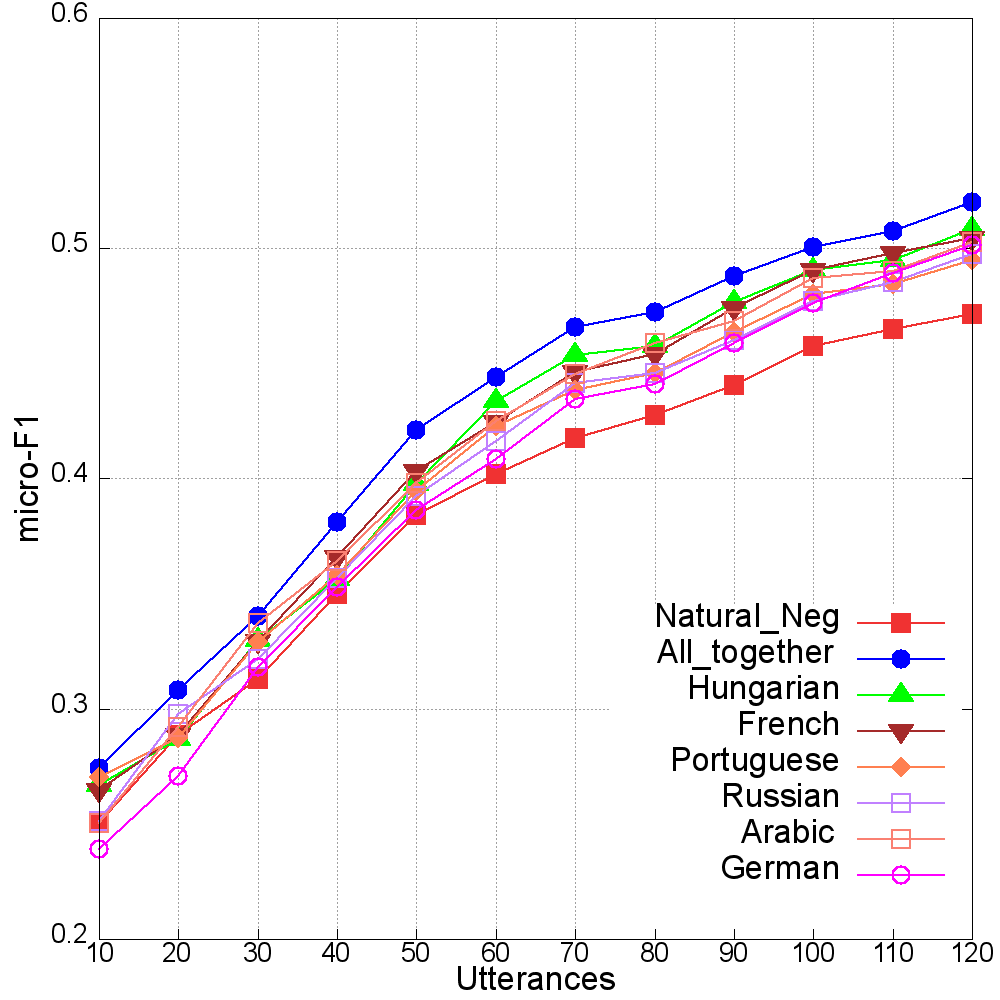 0.6
0.5
0.4
0.3
0.2
micro-F1
Natural_Neg
All_together
Hungarian
French
Portuguese
Russian
Arabic
German
10 20 30 40 50 60 70 80 90 100 110 120
Utterances